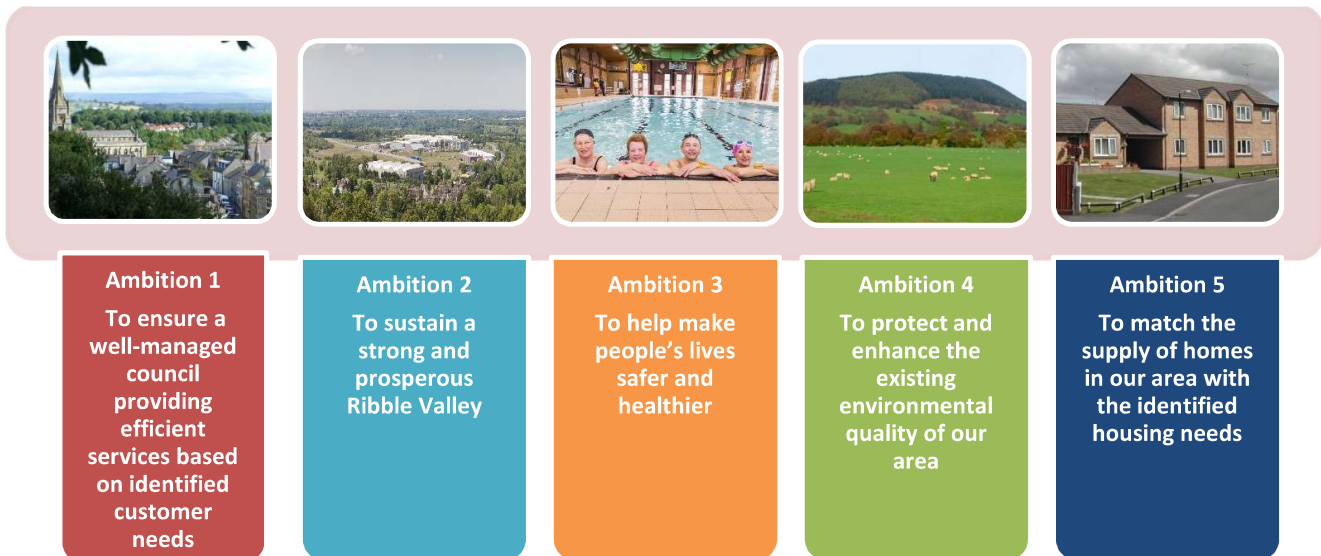 Ambition 1
To ensure a
well-managed
council
providing
efficient
services based
on identified
customer
needs
Ambition 2
To sustain a
strong and
prosperous
Ribble Valley
Ambition 3
To help make
people’s lives
safer and
healthier
Ambition 4
To protect and
enhance the
existing
environmental
quality of our
area
Ambition 5
To match the
supply of homes
in our area with
the identified
housing needs